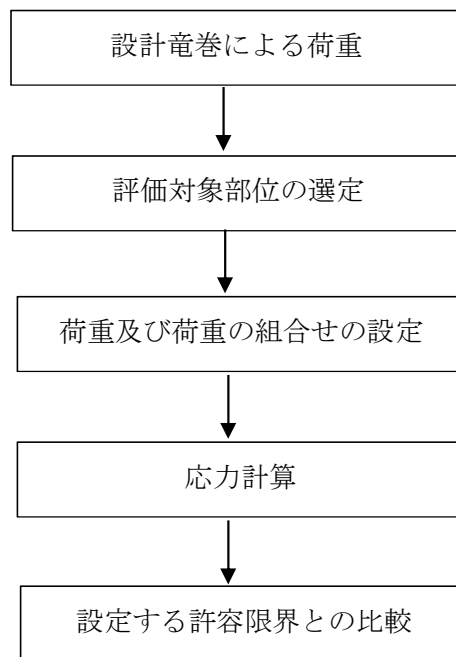 設計竜巻による荷重
評価対象部位の選定
荷重及び荷重の組合せの設定
応力計算
設定する許容限界との比較